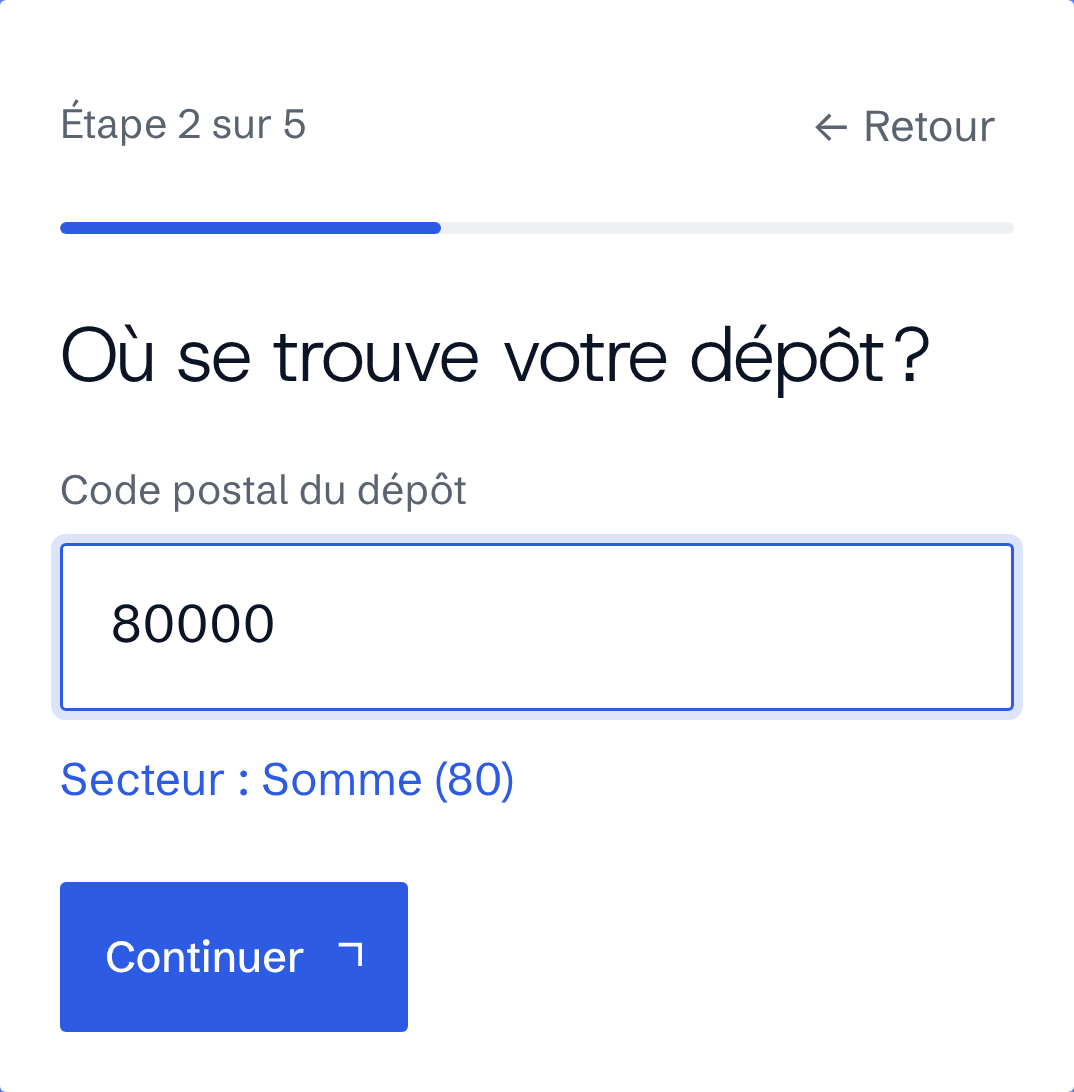 Étape 2 sur 5
← Retour
Où se trouve votre dépôt ?
Code postal du dépôt
80000
Secteur : Somme (80)
Continuer